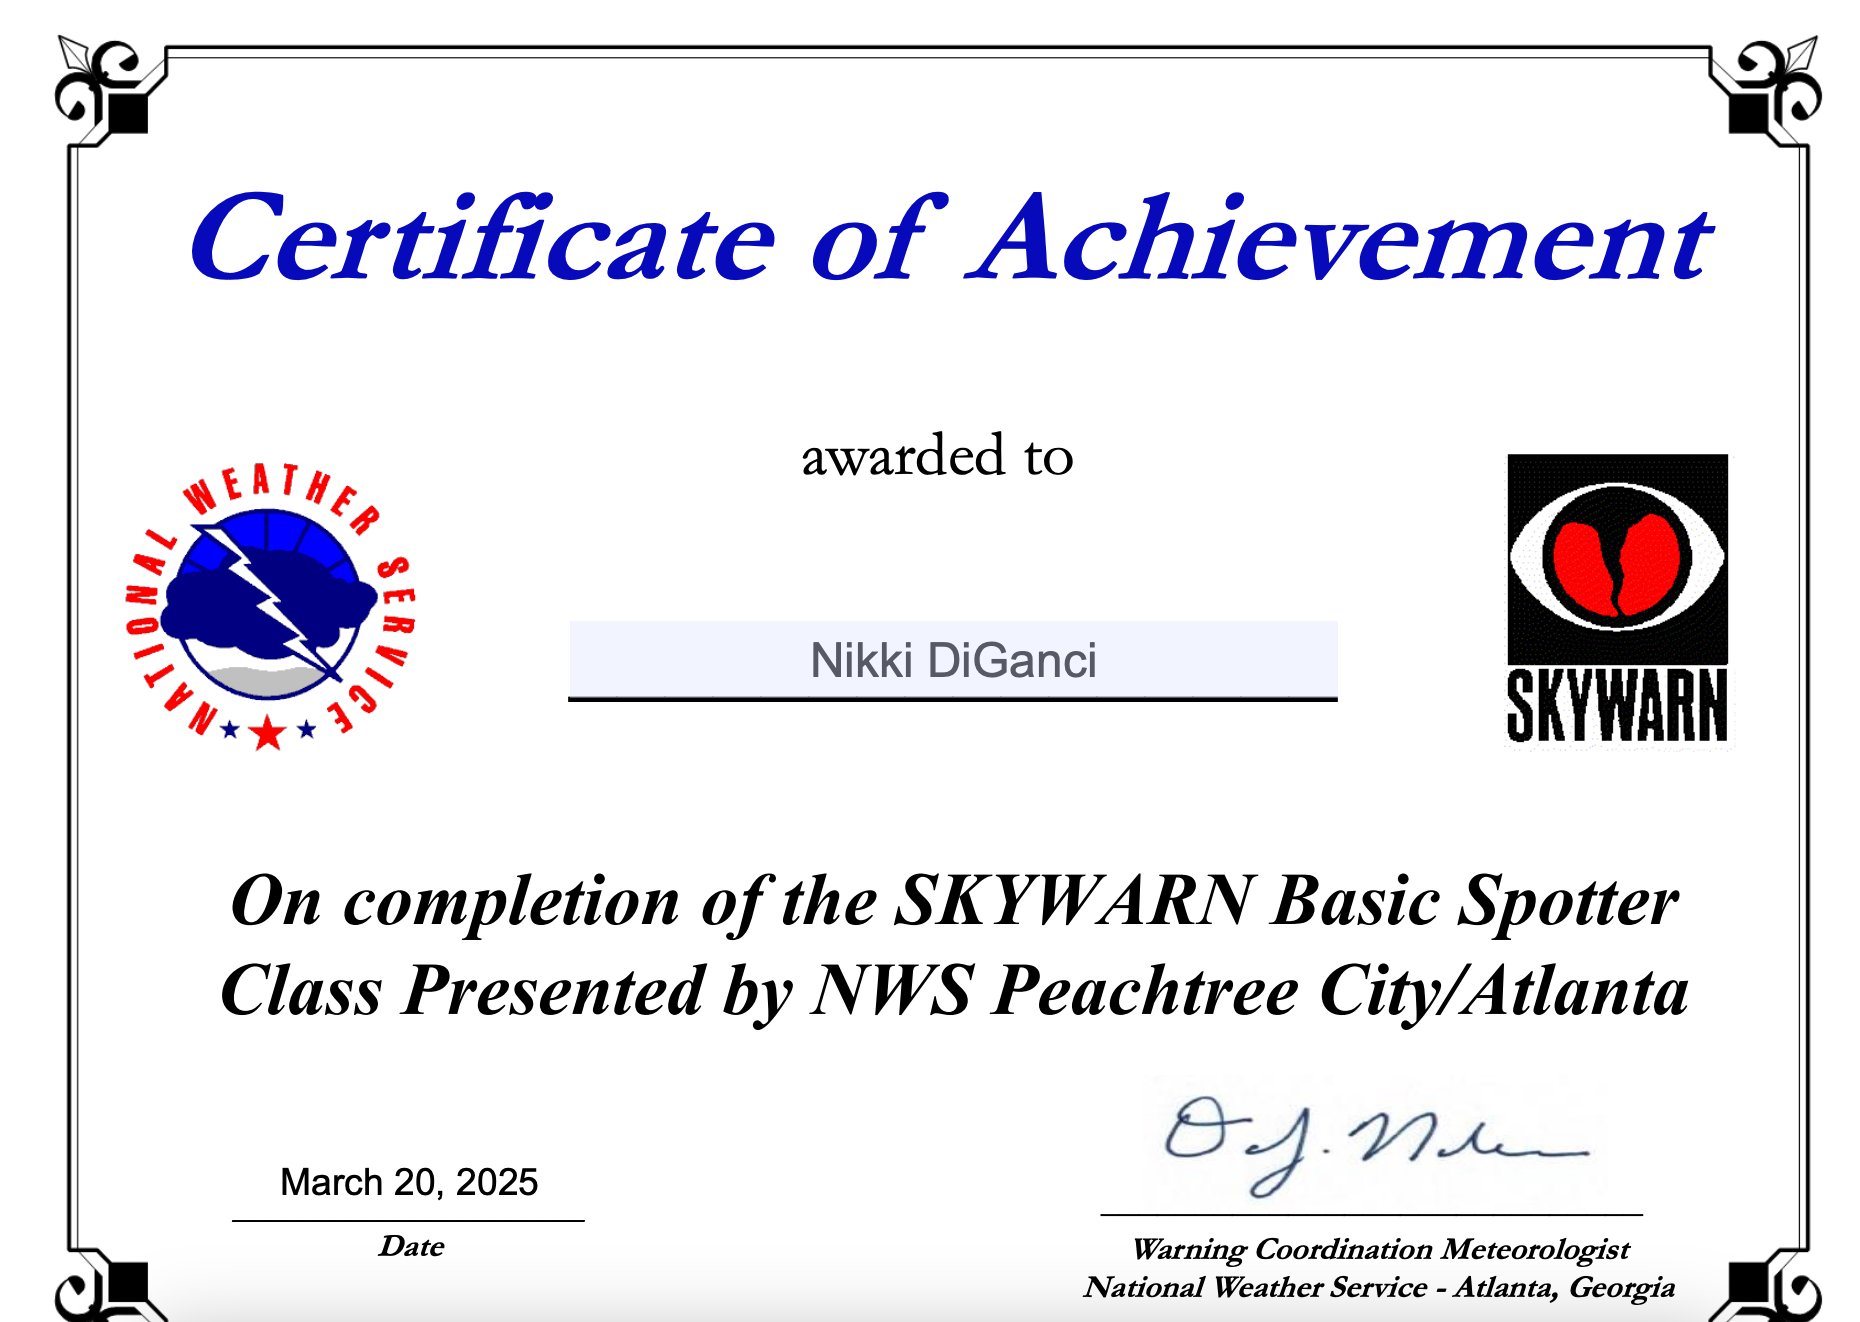 Certificate of Achievement
awarded to
NATIONAL WEATHER SERVICE
Nikki DiGanci
SKYWARN
On completion of the SKYWARN Basic Spotter
Class Presented by NWS Peachtree City/Atlanta
March 20, 2025
Date
Warning Coordination Meteorologist
National Weather Service - Atlanta, Georgia